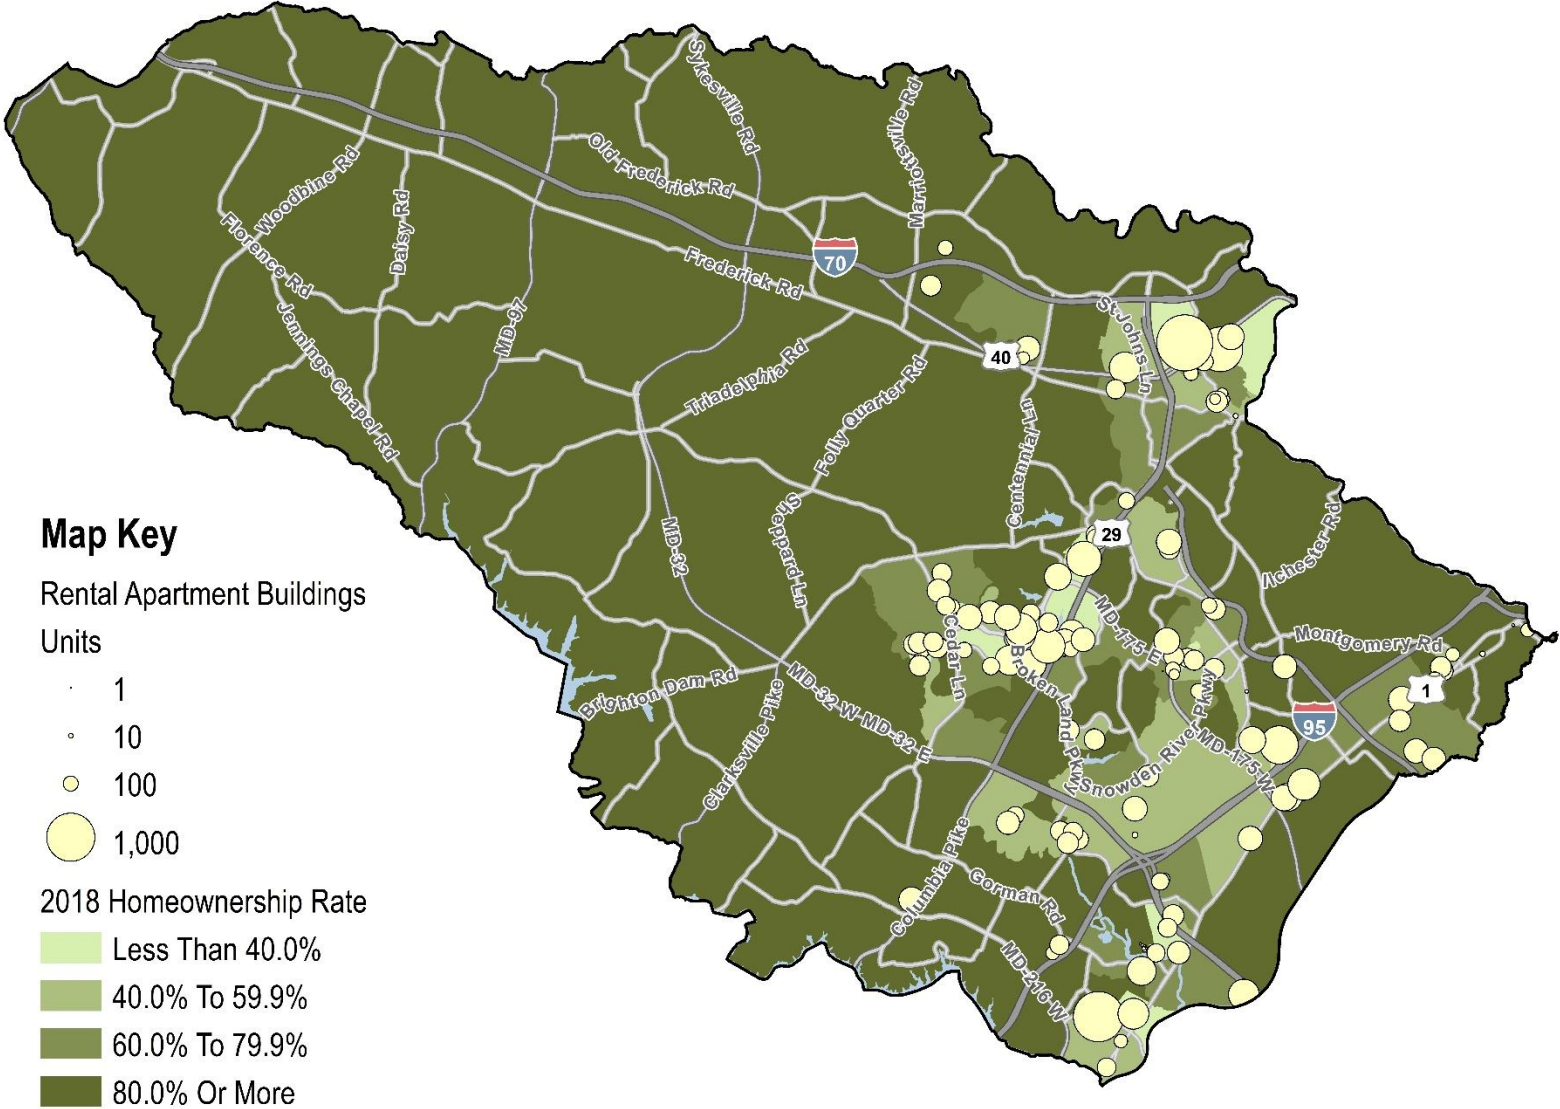 Sykesville Rd
Marriottsville Rd
Old Frederick Rd
Woodbine Rd
Daisy Rd
Florence Rd
70
Frederick Rd
MD-97
St Johns Ln
Jennings Chapel Rd
40
Triadelphia Rd
Folly Quarter Rd
Centennial Ln
Sheppard Ln
MD-32
29
Ilchester Rd
Map Key
Rental Apartment Buildings
Units
1
10
100
1,000
2018 Homeownership Rate
Less Than 40.0%
40.0% To 59.9%
60.0% To 79.9%
80.0% Or More
MD-175 E
Montgomery Rd
Cedar Ln
Broken Land Pkwy
Brighton Dam Rd
MD-32 W MD-32 E
Clarksville Pike
1
95
MD-175 W
Snowden River Pkwy
Columbia Pike
Gorman Rd
MD-216 W